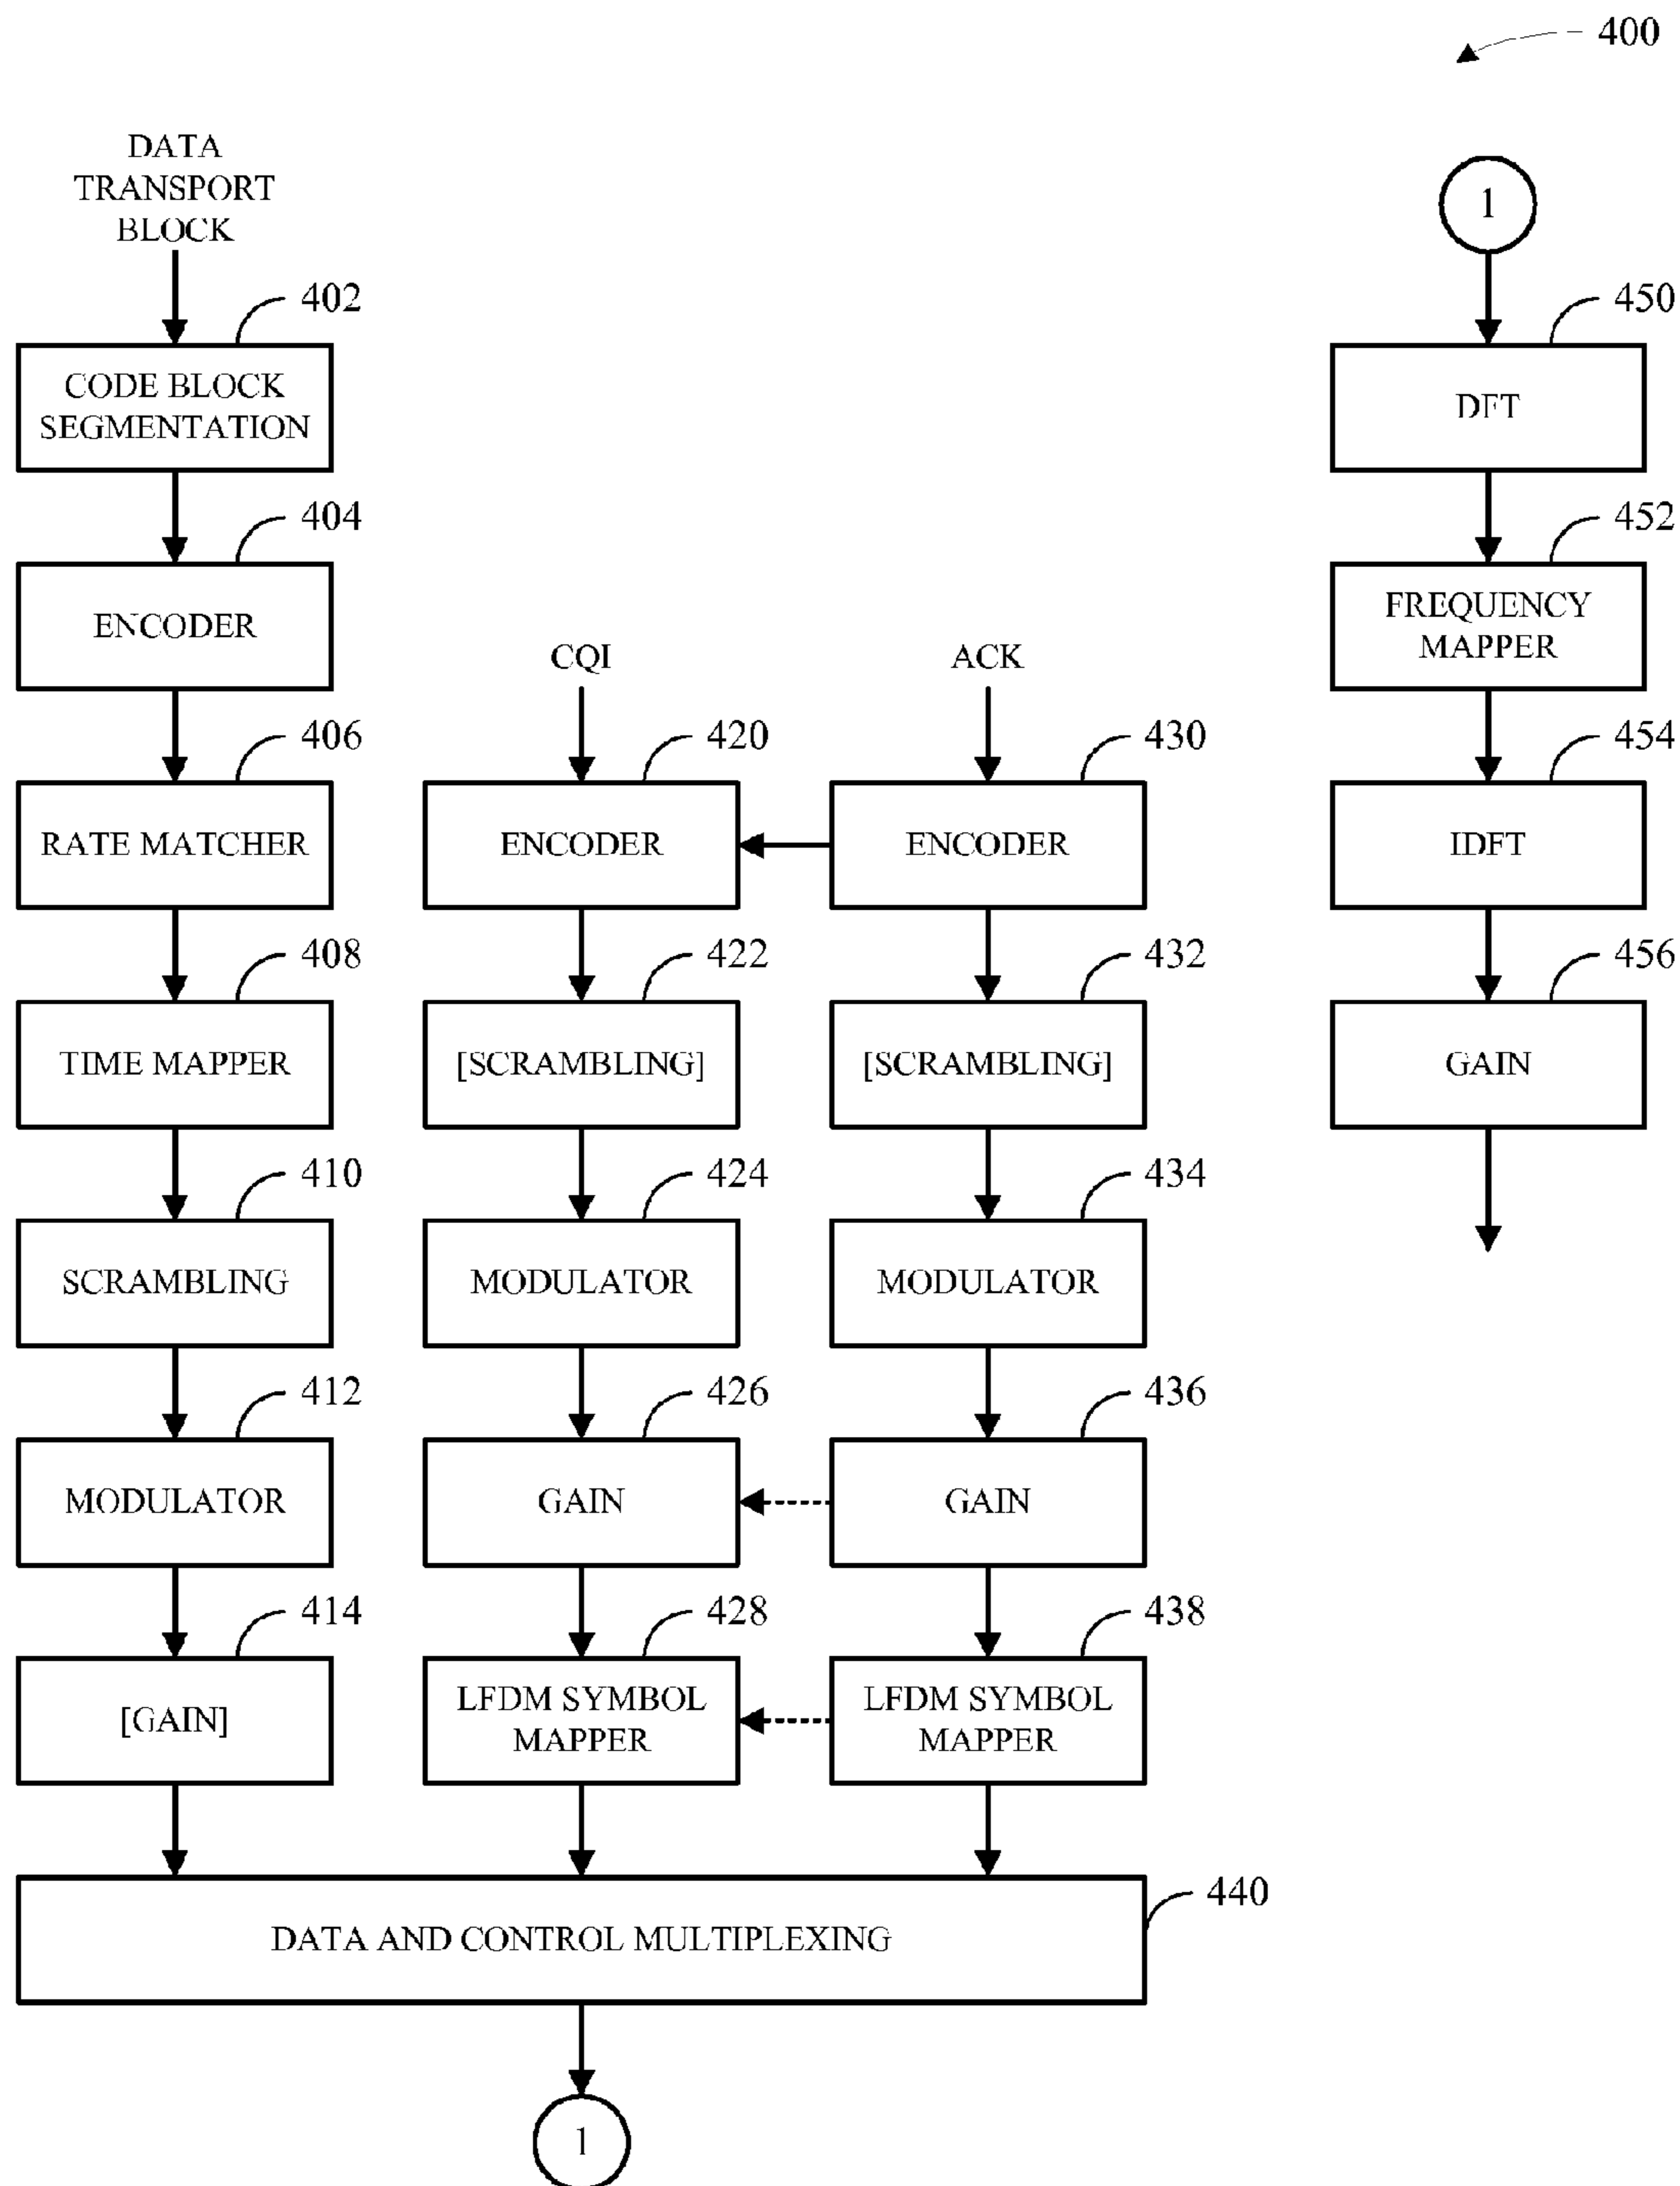 400
DATA
TRANSPORT
BLOCK
402
CODE BLOCK
SEGMENTATION
404
ENCODER
406
RATE MATCHER
408
TIME MAPPER
410
SCRAMBLING
412
MODULATOR
414
[GAIN]
CQI
420
ENCODER
422
[SCRAMBLING]
424
MODULATOR
426
GAIN
428
LFDM SYMBOL
MAPPER
ACK
430
ENCODER
432
[SCRAMBLING]
434
MODULATOR
436
GAIN
438
LFDM SYMBOL
MAPPER
440
DATA AND CONTROL MULTIPLEXING
1
1
450
DFT
452
FREQUENCY
MAPPER
454
IDFT
456
GAIN